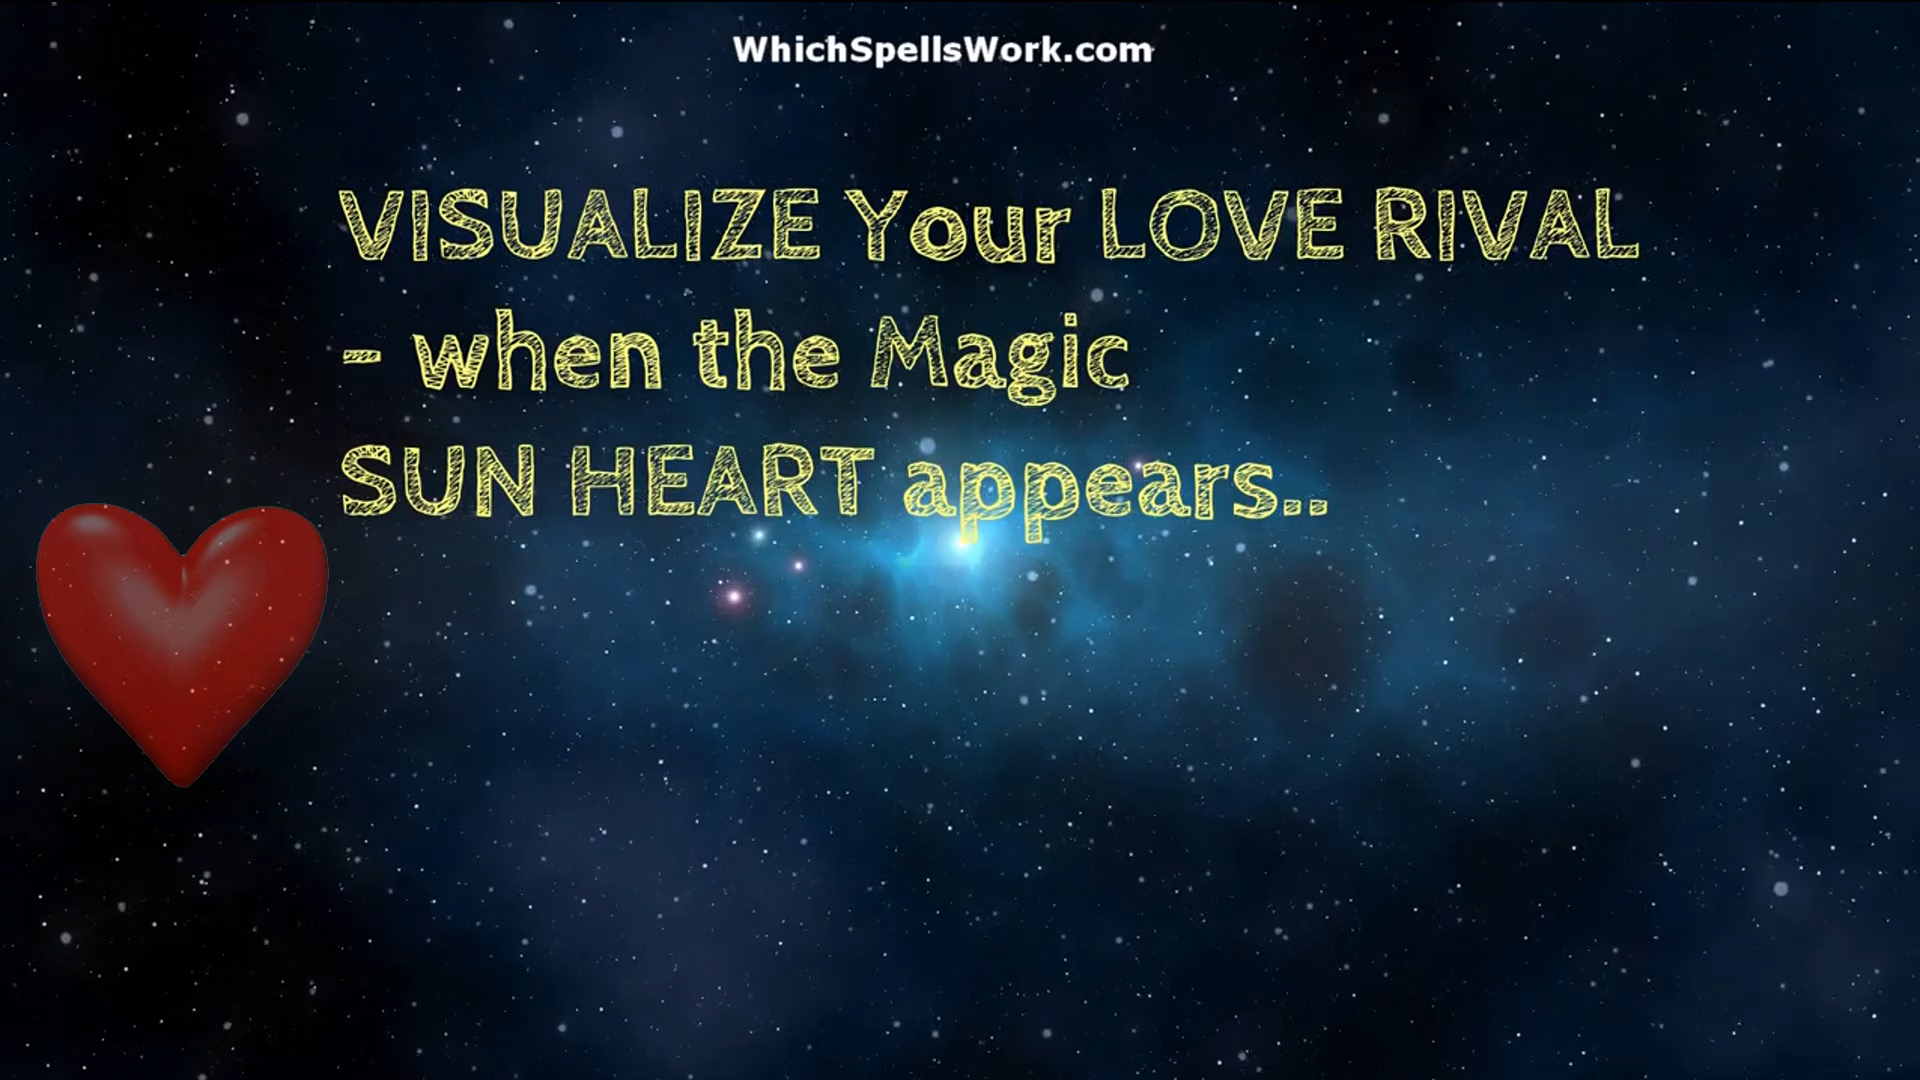 WhichSpellsWork.com
VISUALIZE Your LOVE RIVAL
- when the Magic
SUN HEART appears..